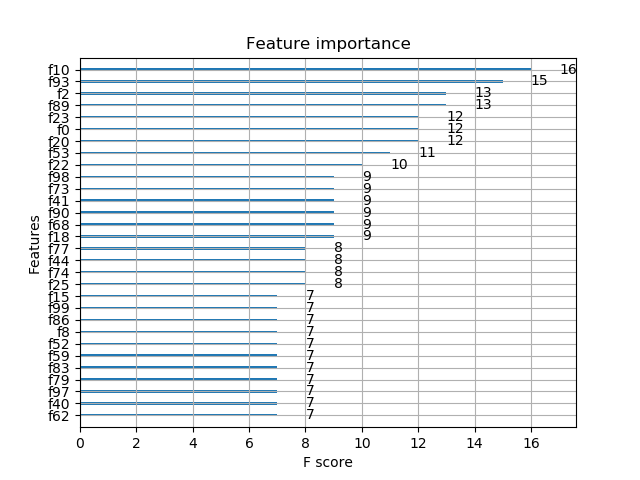 Feature importance
f10 16
f93 15
f2 13
f89 13
f23 12
f0 12
f20 12
f53 11
f22 10
f98 9
f73 9
f41 9
f90 9
f68 9
f18 9
f77 8
f44 8
f74 8
f25 8
f15 7
f99 7
f86 7
f8 7
f52 7
f59 7
f83 7
f79 7
f97 7
f40 7
f62 7
Features
0 2 4 6 8 10 12 14 16
F score